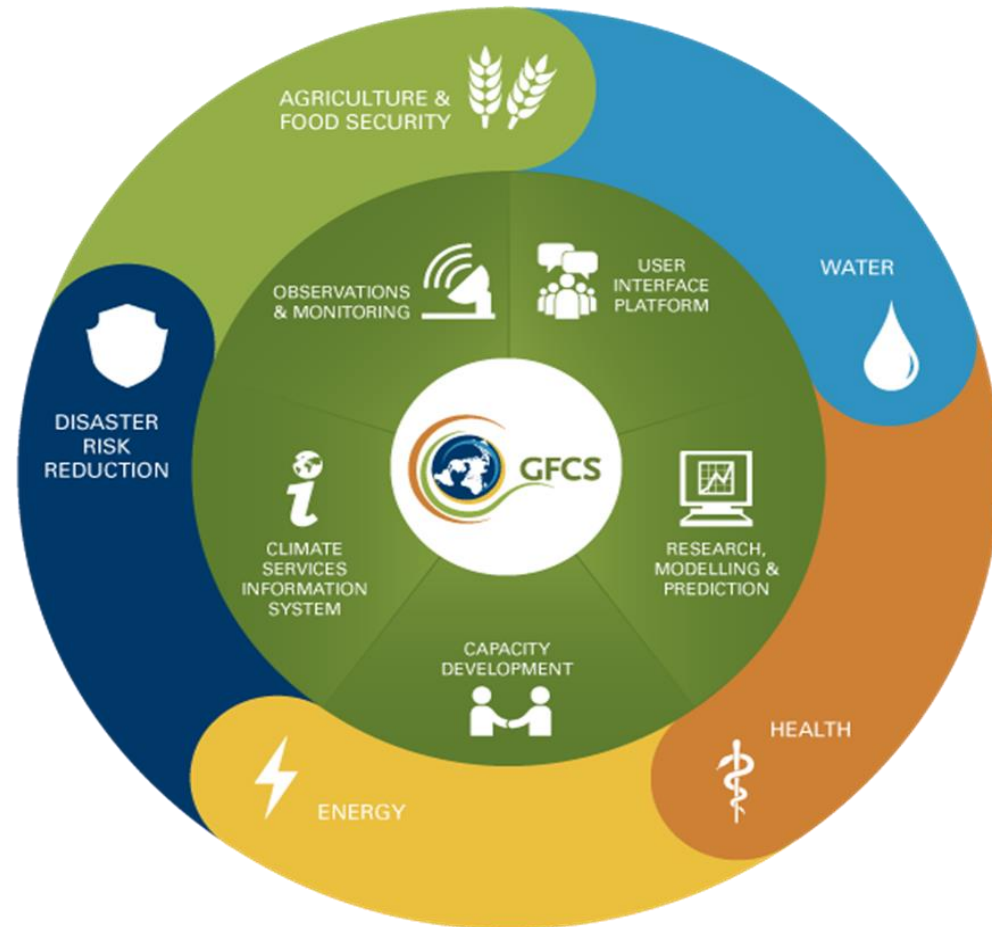 AGRICULTURE &
FOOD SECURITY
WATER
OBSERVATIONS
& MONITORING
USER
INTERFACE
PLATFORM
DISASTER
RISK
REDUCTION
GFCS
CLIMATE
SERVICES
INFORMATION
SYSTEM
RESEARCH,
MODELLING &
PREDICTION
CAPACITY
DEVELOPMENT
HEALTH
ENERGY